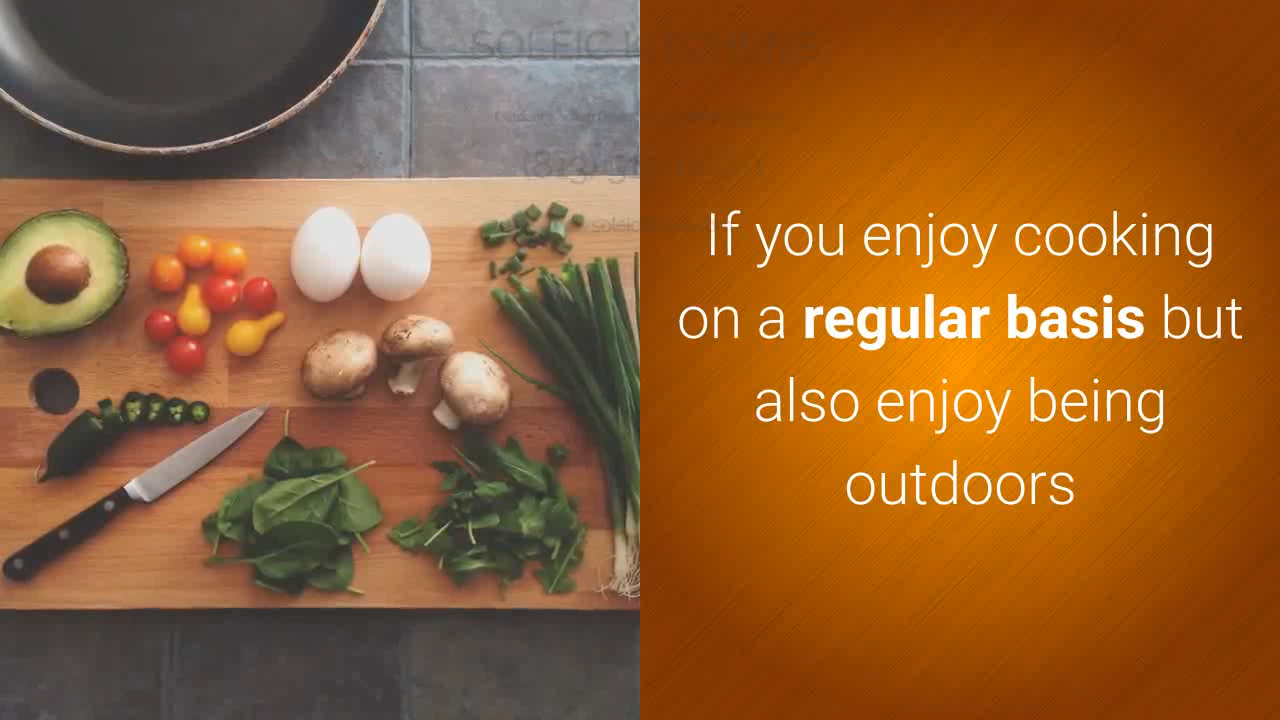 If you enjoy cooking
on a regular basis but
also enjoy being
outdoors